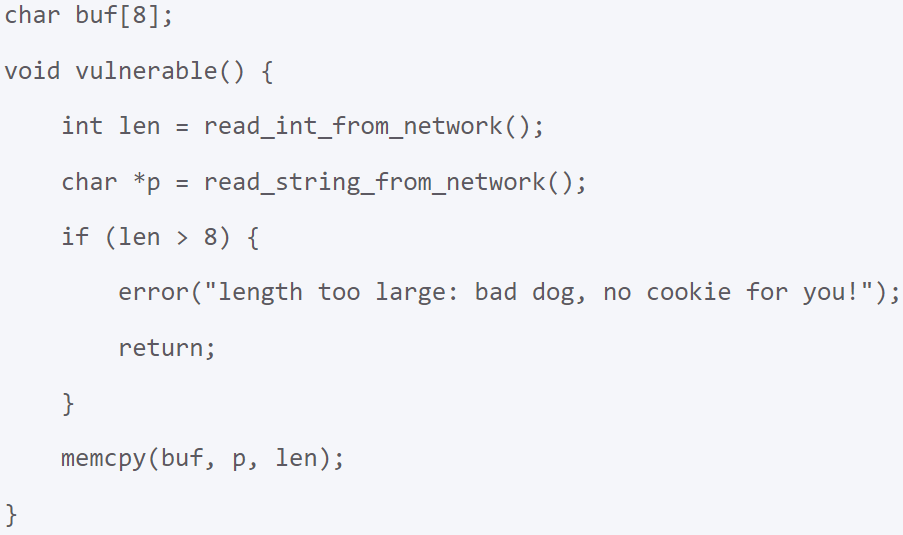 char buf[8];
void vulnerable() {
    int len = read_int_from_network();
    char *p = read_string_from_network();
    if (len > 8) {
        error("length too large: bad dog, no cookie for you!");
        return;
    }
    memcpy(buf, p, len);
}